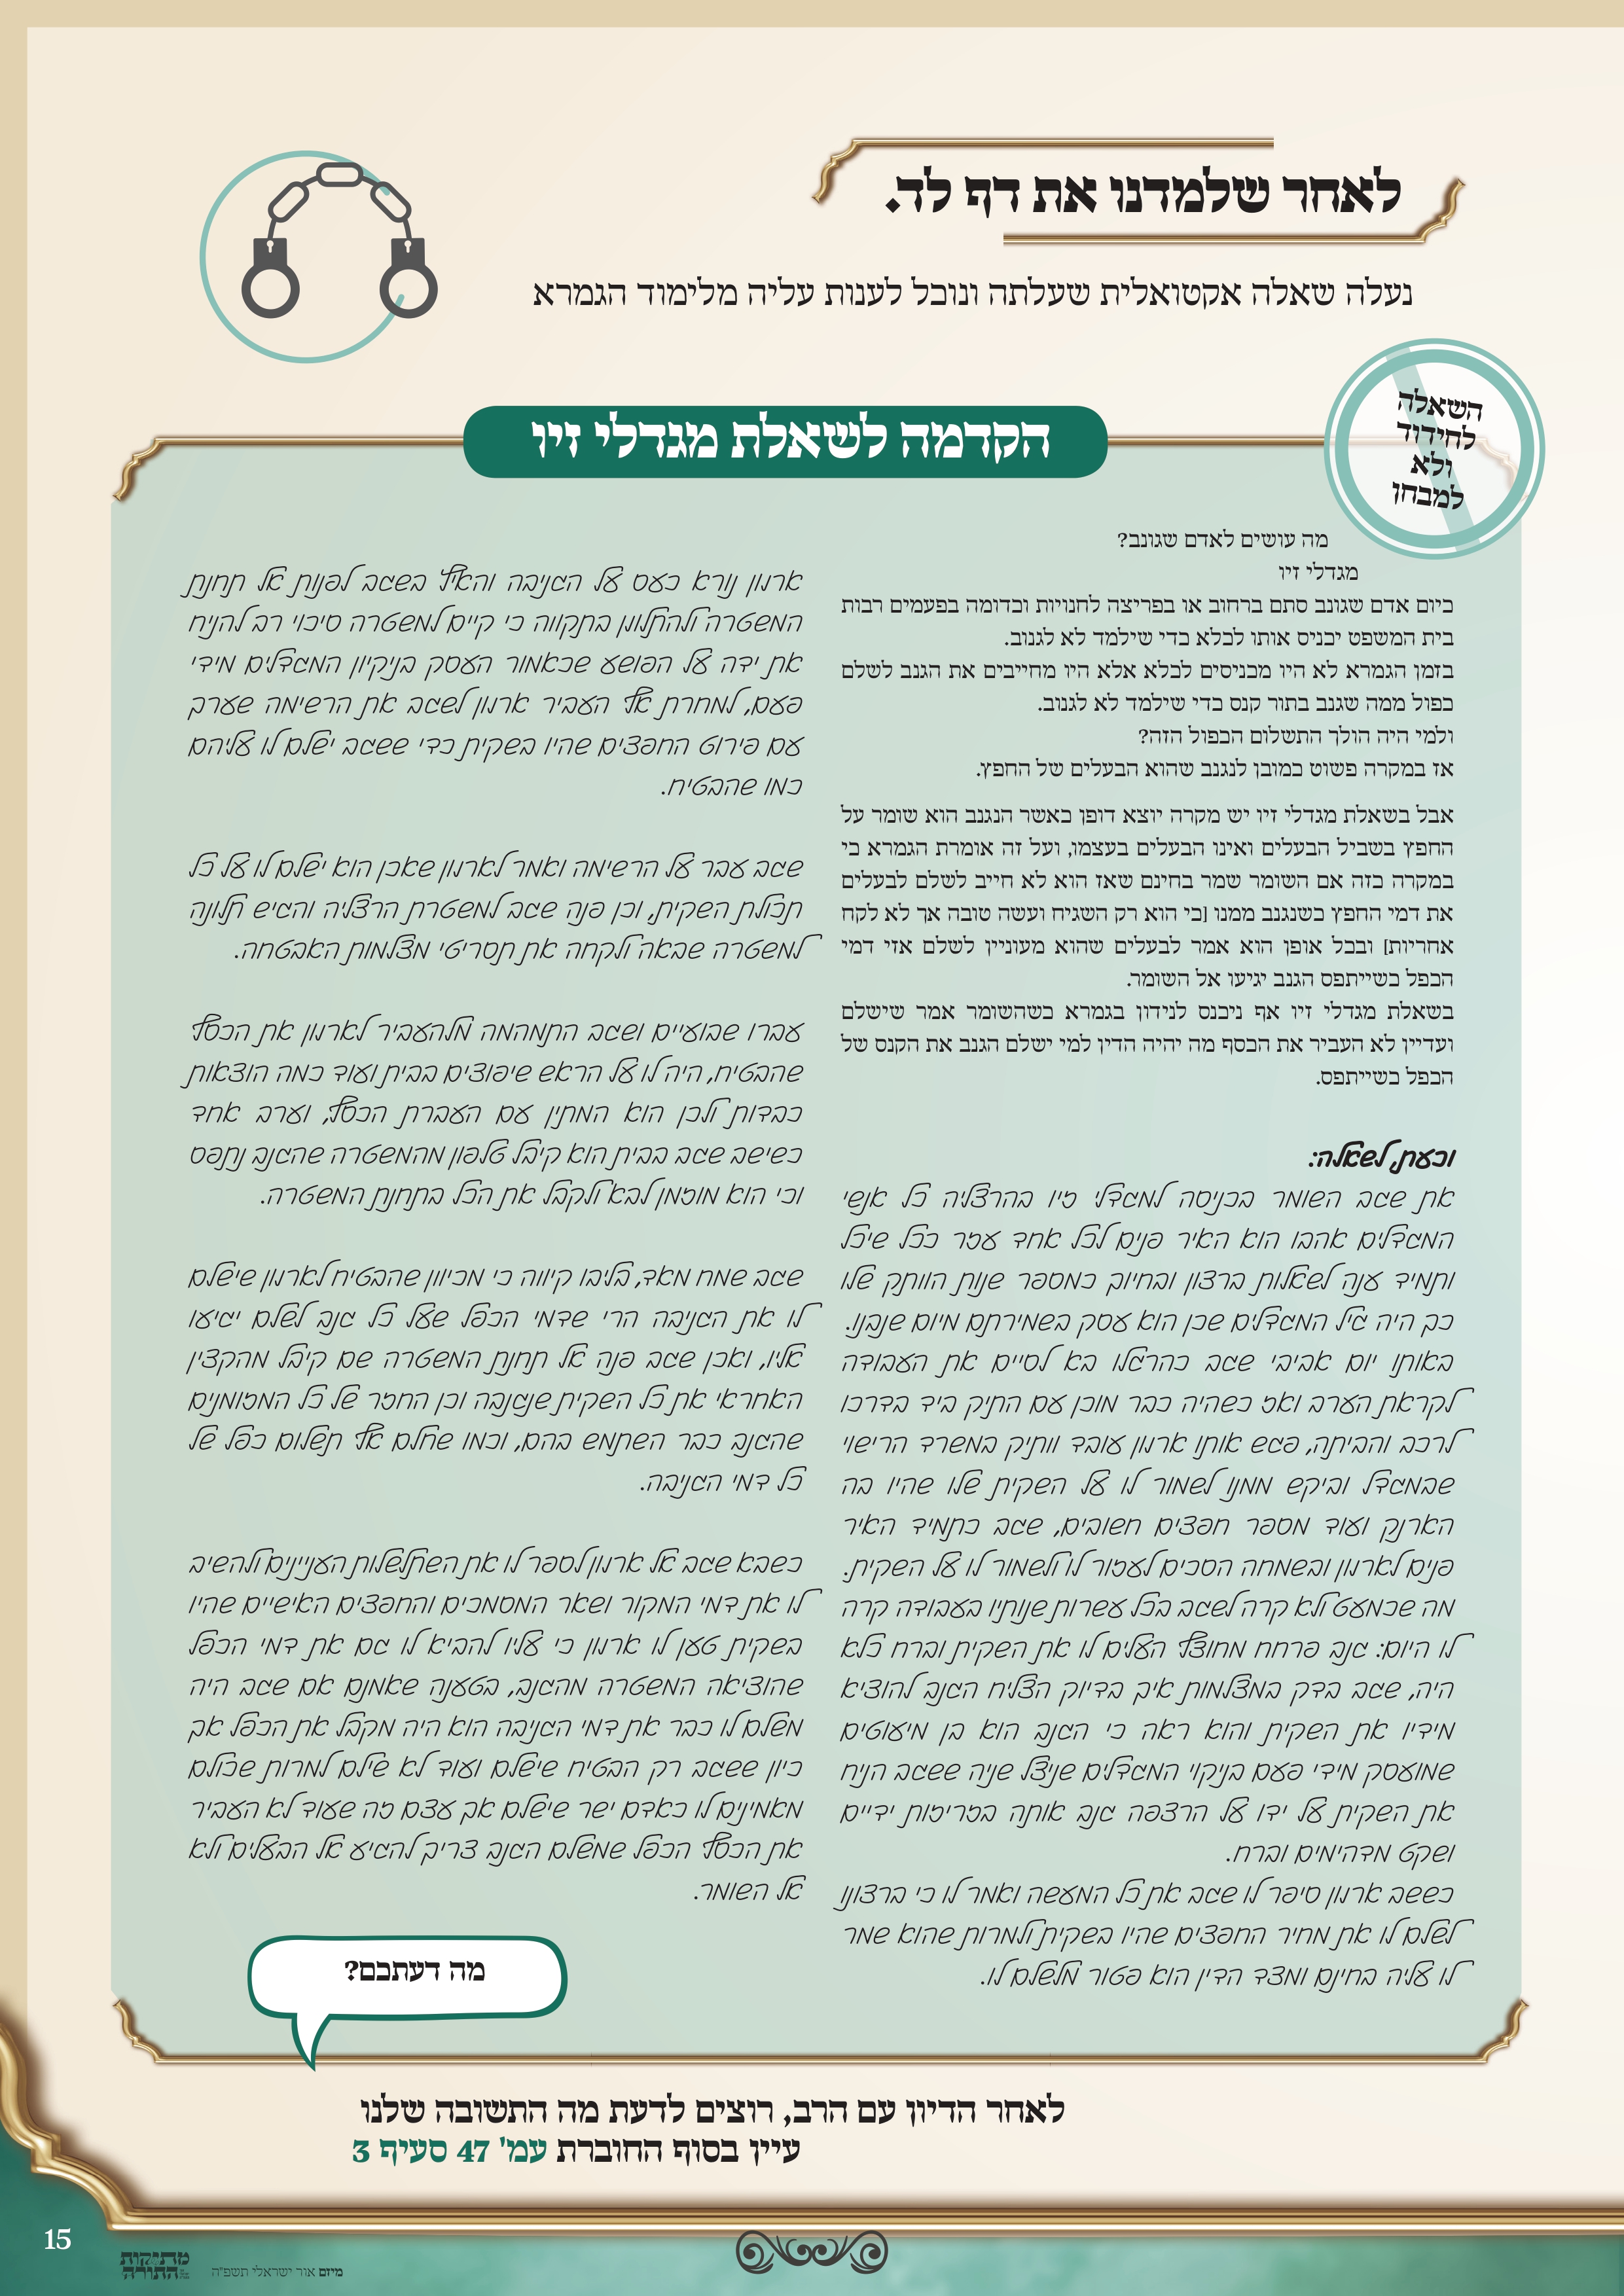 לאחר שלמדנו את דף לד.
נעלה שאלה אקטואלית שעלתה ונוכל לענות עליה מלימוד הגמרא
השאלה
לחידוד
ולא
למבחן
הקדמה לשאלת מגדלי זיו
מה עושים לאדם שגונב?
מגדלי זיו
כיום אדם שגונב סתם ברחוב או בפריצה לחנויות וכדומה בפעמים רבות
בית המשפט יכניס אותו לכלא כדי שילמד לא לגנוב.
בזמן הגמרא לא היו מכניסים לכלא אלא היו מחייבים את הגנב לשלם
כפול ממה שגנב בתור קנס כדי שילמד לא לגנוב.
ולמי היה הולך התשלום הכפול הזה?
אז במקרה פשוט כמובן לנגנב שהוא הבעלים של החפץ.
אבל בשאלת מגדלי זיו יש מקרה יוצא דופן כאשר הנגנב הוא שומר על
החפץ בשביל הבעלים ואינו הבעלים בעצמו, ועל זה אומרת הגמרא כי
במקרה כזה אם השומר שמר בחינם שאז הוא לא חייב לשלם לבעלים
את דמי החפץ כשנגנב ממנו [כי הוא רק השגיח ועשה טובה אך לא לקח
אחריות] ובכל אופן הוא אמר לבעלים שהוא מעוניין לשלם אזי דמי
הכפל כשייתפס הגנב יגיעו אל השומר.
בשאלת מגדלי זיו אף ניכנס לנידון בגמרא כשהשומר אמר שישלם
ועדיין לא העביר את הכסף מה יהיה הדין למי ישלם הגנב את הקנס של
הכפל כשייתפס.
וכעת, לשאלה:
את שגב השומר בכניסה למגדלי זיו בהרצליה כל אנשי
המגדלים אהבו הוא האיר פנים לכל אחד עזר ככל שיכל
ותמיד ענה לשאלות ברצון ובחיוך כמספר שנות הוותק שלו
כך היה גיל המגדלים שכן הוא עסק בשמירתם מיום שנבנו.
באותו יום אביבי שגב כהרגלו בא לסיים את העבודה
לקראת הערב ואז כשהיה כבר מוכן עם התיק ביד בדרכו
לרכב והביתה, פגש אותו ארנון עובד וותיק במשרד הרישוי
שבמגדל וביקש ממנו לשמור לו על השקית שלו שהיו בה
הארנק ועוד מספר חפצים חשובים, שגב כתמיד האיר
פנים לארנון ובשמחה הסכים לעזור לו ולשמור לו על השקית.
מה שכמעט ולא קרה לשגב בכל עשרות שנותיו בעבודה קרה
לו היום: גנב פרחח מחוצף העלים לו את השקית וברח כלא
היה, שגב בדק במצלמות איך בדיוק הצליח הגנב להוציא
מידיו את השקית והוא ראה כי הגנב הוא בן מיעוטים
שמועסק מידי פעם בניקוי המגדלים שניצל שניה ששגב הניח
את השקית על ידו על הרצפה גנב אותה בזריזות ידיים
ושקט מדהימים וברח.
כששב ארנון סיפר לו שגב את כל המעשה ואמר לו כי ברצונו
לשלם לו את מחיר החפצים שהיו בשקית ולמרות שהוא שמר
לו עליה בחינם ומצד הדין הוא פטור מלשלם לו.
ארנון נורא כעס על הגניבה והאיץ בשגב לפנות אל תחנת
המשטרה ולהתלונן בתקווה כי קיים למשטרה סיכוי רב להניח
את ידה על הפושע שכאמור העסק בניקיון המגדלים מידי
פעם, למחרת אף העביר ארנון לשגב את הרשימה שערך
עם פירוט החפצים שהיו בשקית כדי ששגב ישלם לו עליהם
כמו שהבטיח.
שגב עבר על הרשימה ואמר לארנון שאכן הוא ישלם לו על כל
תכולת השקית, וכן פנה שגב למשטרת הרצליה והגיש תלונה
למשטרה שבאה ולקחה את תסריטי מצלמות האבטחה.
עברו שבועיים ושגב התמהמה מלהעביר לארנון את הכסף
שהבטיח, היה לו על הראש שיפוצים בבית ועוד כמה הוצאות
כבדות ולכן הוא המתין עם העברת הכסף, וערב אחד
כשישב שגב בבית הוא קיבל טלפון מהמשטרה שהגנב נתפס
וכי הוא מוזמן לבא ולקבל את הכל בתחנת המשטרה.
שגב שמח מאד, בליבו קיווה כי מכיוון שהבטיח לארנון שישלם
לו את הגניבה הרי שדמי הכפל שעל כל גנב לשלם יגיעו
אליו, ואכן שגב פנה אל תחנת המשטרה שם קיבל מהקצין
האחראי את כל השקית שנגנבה וכן החזר של כל המזומנים
שהגנב כבר השתמש בהם, וכמו שחלם אף תשלום כפל של
כל דמי הגניבה.
כשבא שגב אל ארנון לספר לו את השתלשלות העניינים ולהשיב
לו את דמי המקור ושאר המסמכים והחפצים האישיים שהיו
בשקית טען לו ארנון כי עליו להביא לו גם את דמי הכפל
שהוציאה המשטרה מהגנב, בטענה שאמנם אם שגב היה
משלם לו כבר את דמי הגניבה הוא היה מקבל את הכפל אך
כיון ששגב רק הבטיח שישלם ועוד לא שילם למרות שכולם
מאמינים לו כאדם ישר שישלם אך עצם זה שעוד לא העביר
את הכסף הכפל שמשלם הגנב צריך להגיע אל הבעלים ולא
אל השומר.
מה דעתכם?
לאחר הדיון עם הרב, רוצים לדעת מה התשובה שלנו
עיין בסוף החוברת עמ' 47 סעיף 3
15
מתיקות
התורה
מיזם אור ישראלי תשפ"ה